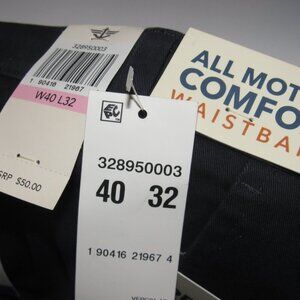 328950003
1 90416 21967
W40 L32
SRP $50.00
328950003
40 32
1 90416 21967 4
ALL MOT
COMFO
WAISTBA